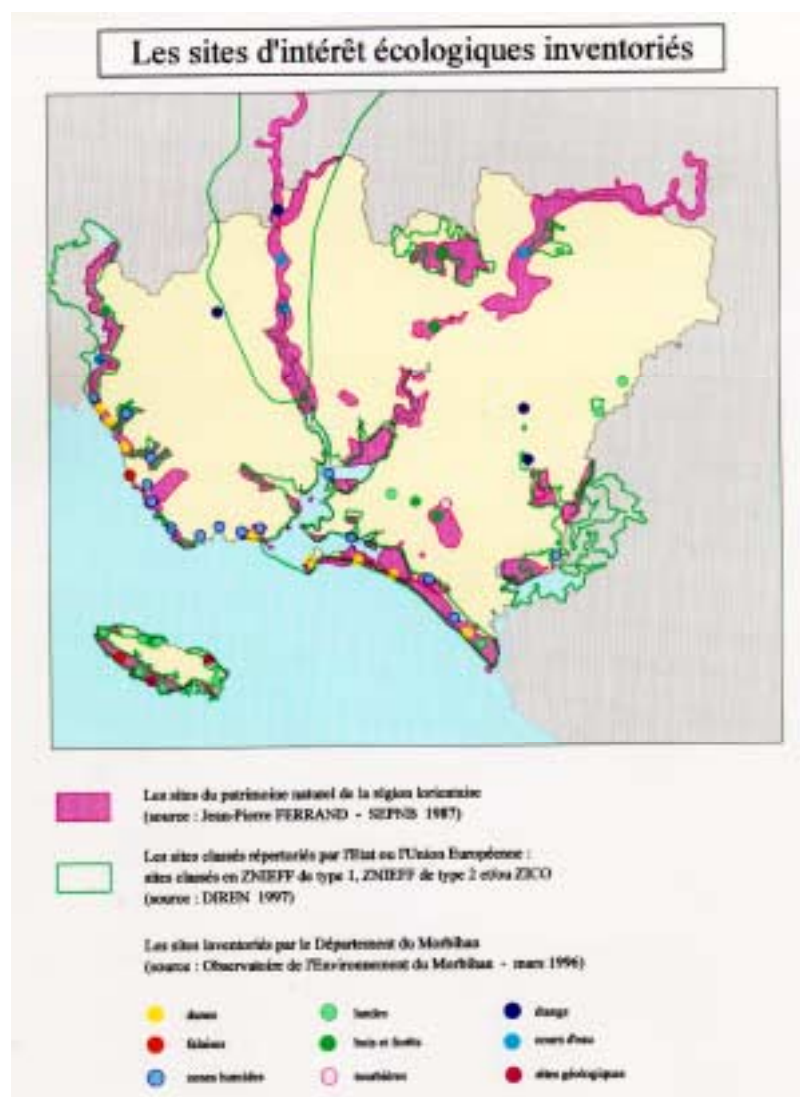 Les sites d'intérêt écologiques inventoriés
Les sites du patrimoine naturel de la région lorientaise
(source : Jean-Pierre FERRAND - SEPNB 1987)
Les sites classés répertoriés par l'Etat ou l'Union Européenne :
sites classés en ZNIEFF de type 1, ZNIEFF de type 2 et/ou ZICO
(source : DIREN 1997)
Les sites inventoriés par le Département du Morbihan
(source : Observatoire de l'Environnement du Morbihan - mars 1996)
dunes
landes
étangs
falaises
bois et forêts
cours d'eau
zones humides
tourbières
sites géologiques